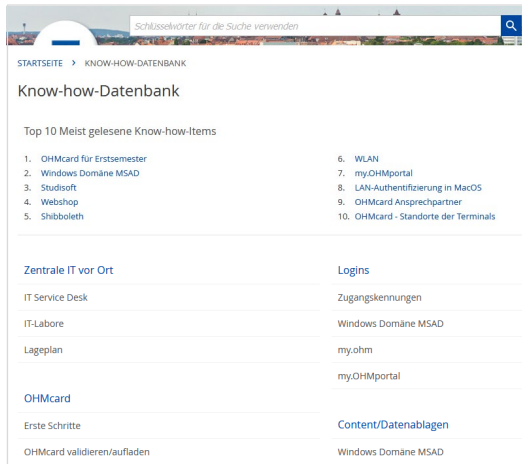 Schlüsselwörter für die Suche verwenden
STARTSEITE > KNOW-HOW-DATENBANK
Know-how-Datenbank
Top 10 Meist gelesene Know-how-Items
1. OHMcard für Erstsemester
2. Windows Domäne MSAD
3. Studisoft
4. Webshop
5. Shibboleth
6. WLAN
7. my.OHMportal
8. LAN-Authentifizierung in MacOS
9. OHMcard Ansprechpartner
10. OHMcard - Standorte der Terminals
Zentrale IT vor Ort
IT Service Desk
IT-Labore
Lageplan
OHMcard
Erste Schritte
OHMcard validieren/aufladen
Logins
Zugangskennungen
Windows Domäne MSAD
my.ohm
my.OHMportal
Content/Datenablagen
Windows Domäne MSAD